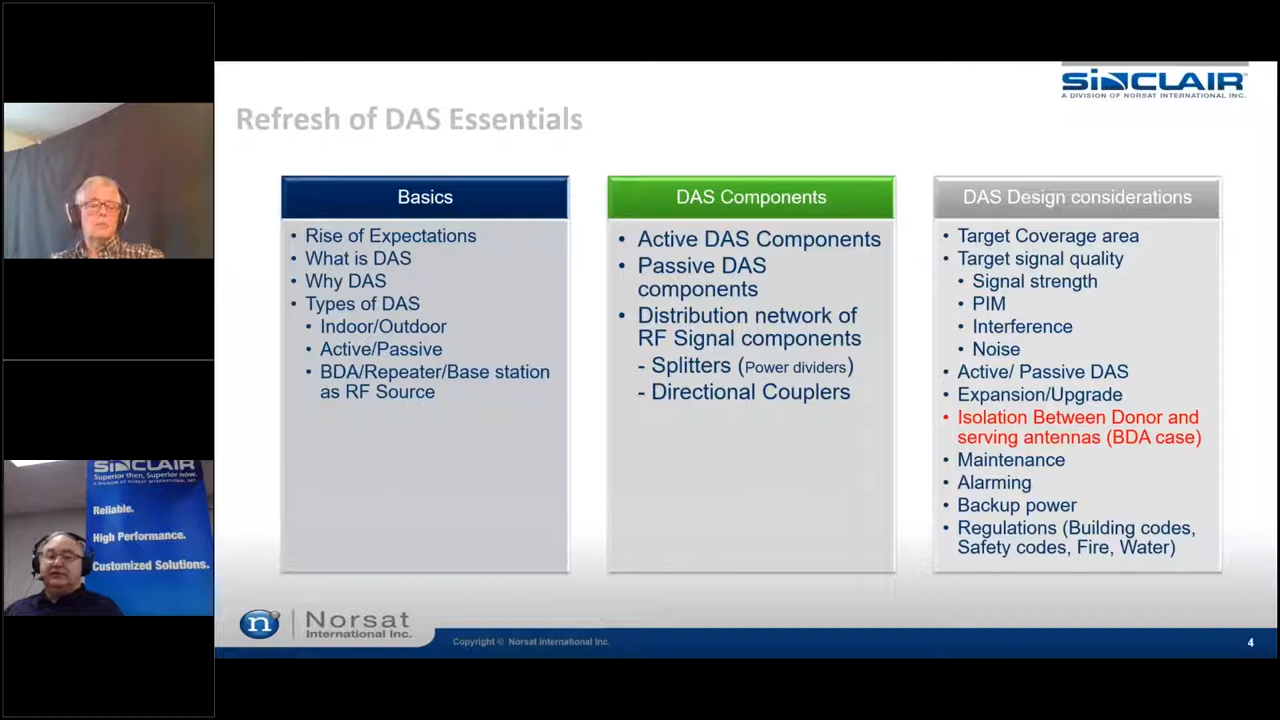 SINCLAIR
A DIVISION OF NORSAT INTERNATIONAL INC.
Refresh of DAS Essentials
Basics
• Rise of Expectations
• What is DAS
• Why DAS
• Types of DAS
• Indoor/Outdoor
• Active/Passive
• BDA/Repeater/Base station
as RF Source
DAS Components
• Active DAS Components
• Passive DAS
components
• Distribution network of
RF Signal components
- Splitters (Power dividers)
- Directional Couplers
DAS Design considerations
• Target Coverage area
• Target signal quality
• Signal strength
• PIM
• Interference
• Noise
• Active/ Passive DAS
• Expansion/Upgrade
• Isolation Between Donor and
serving antennas (BDA case)
• Maintenance
• Alarming
• Backup power
• Regulations (Building codes,
Safety codes, Fire, Water)
SINCLAIR
Superior then, Superior now.
A DIVISION OF NORSAT INTERNATIONAL INC.
Reliable.
High Performance.
Customized Solutions.
n
Norsat
International Inc.
Copyright © Norsat International Inc.
4